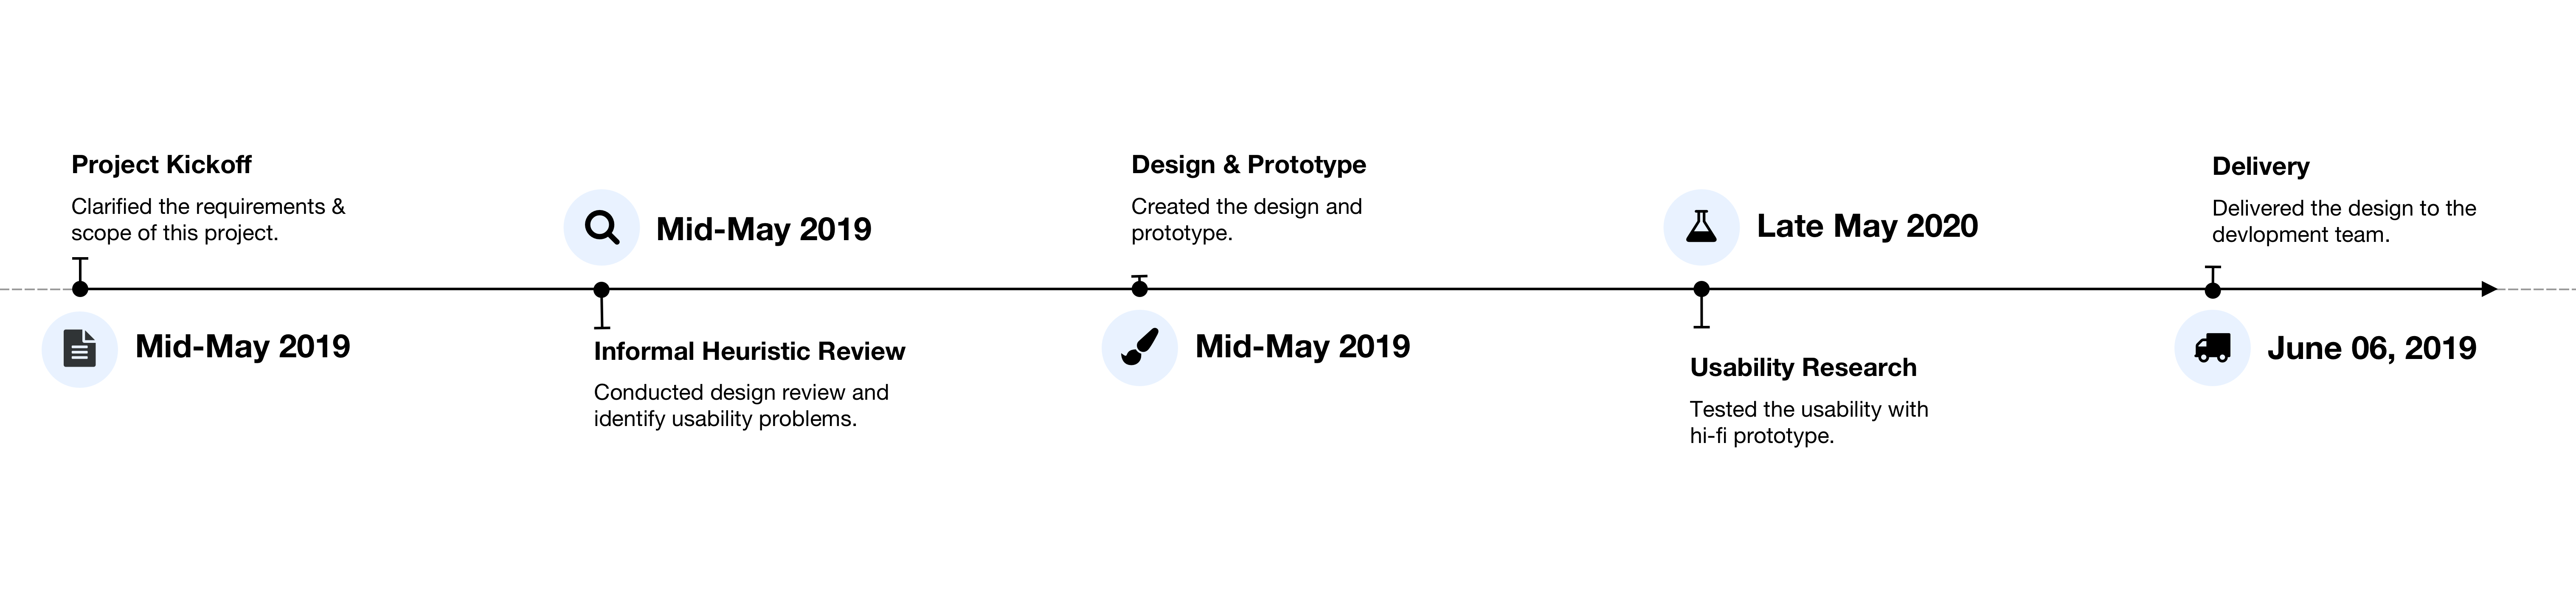 Project Kickoff
Clarified the requirements &
scope of this project.
Mid-May 2019
Mid-May 2019
Informal Heuristic Review
Conducted design review and
identify usability problems.
Design & Prototype
Created the design and
prototype.
Mid-May 2019
Late May 2020
Usability Research
Tested the usability with
hi-fi prototype.
Delivery
Delivered the design to the
devlopment team.
June 06, 2019